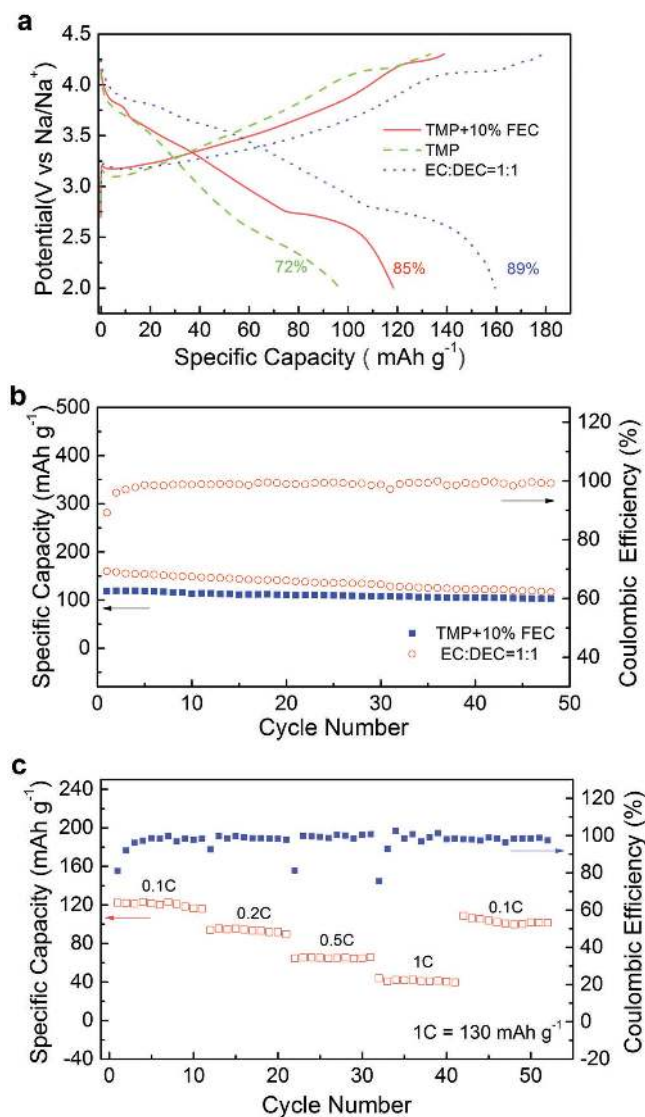 a
4.5
4.0
3.5
3.0
2.5
2.0
Potential(V vs Na/Na+)
TMP+10% FEC
TMP
EC:DEC=1:1
72%
85%
89%
0 20 40 60 80 100 120 140 160 180
Specific Capacity ( mAh g-1)
b
500
400
300
200
100
0
Specific Capacity (mAh g-1)
120
100
80
60
40
Coulombic Efficiency (%)
TMP+10% FEC
EC:DEC=1:1
0 10 20 30 40 50
Cycle Number
c
240
200
160
120
80
40
0
-40
Specific Capacity (mAh g-1)
120
100
80
60
40
20
0
-20
Coulombic Efficiency (%)
0.1C
0.2C
0.5C
1C
0.1C
1C = 130 mAh g-1
0 10 20 30 40 50
Cycle Number